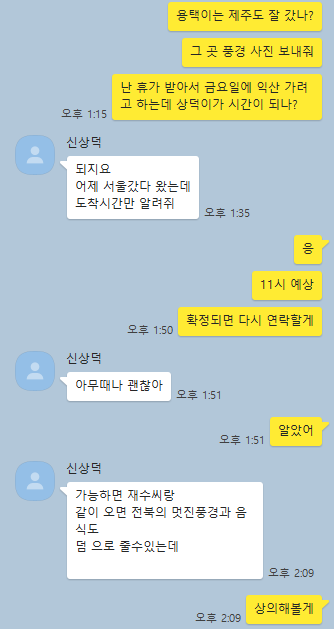 용택이는 제주도 잘 갔나?
그 곳 풍경 사진 보내줘
난 휴가 받아서 금요일에 익산 가려
고 하는데 상덕이가 시간이 되나?
오후 1:15
신상덕
되지요
어제 서울갔다 왔는데
도착시간만 알려줘
오후 1:35
응
11시 예상
확정되면 다시 연락할게
오후 1:50
신상덕
아무때나 괜찮아
오후 1:51
알았어
오후 1:51
신상덕
가능하면 재수씨랑
같이 오면 전북의 멋진풍경과 음
식도
덤 으로 줄수있는데
오후 2:09
상의해볼게
오후 2:09